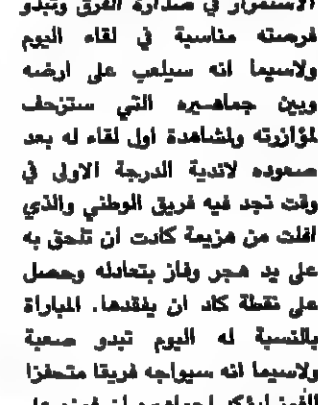 الاستمرار في صدارة الفرق وتبدو
فرصته مناسبة في لقاء اليوم
ولاسيما انه سيلعب على ارضه
وبين جماهيره التي ستزحف
لمؤازرته ولمشاهدة اول لقاء له بعد
صعوده لاندية الدرجة الاولى في
وقت تجد فيه فريق الوطني والذي
افلت من هزيمة كادت ان تلحق به
على يد هجر وفاز بتعادله وحصل
على نقطة كاد ان يفقدها. المباراة
بالنسبة له اليوم تبدو صعبة
ولاسيما انه سيواجه فريقا متحفزا